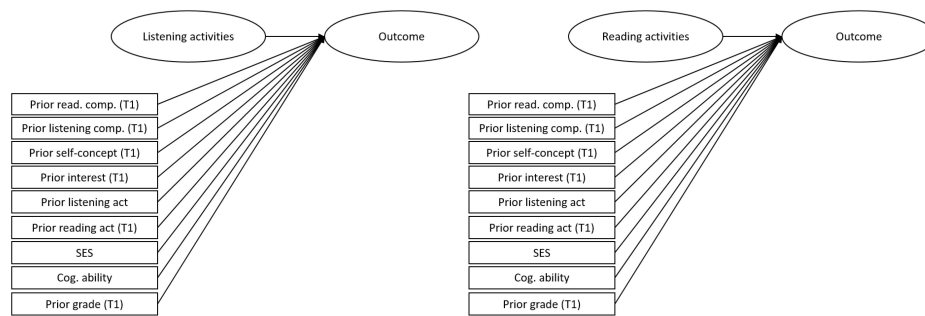 Listening activities
Outcome
Prior read. comp. (T1)
Prior listening comp. (T1)
Prior self-concept (T1)
Prior interest (T1)
Prior listening act
Prior reading act (T1)
SES
Cog. ability
Prior grade (T1)
Reading activities
Outcome
Prior read. comp. (T1)
Prior listening comp. (T1)
Prior self-concept (T1)
Prior interest (T1)
Prior listening act
Prior reading act (T1)
SES
Cog. ability
Prior grade (T1)